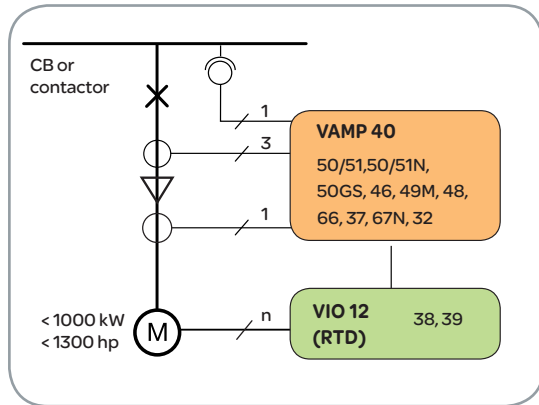 CB or
contactor
1
3
1
VAMP 40
50/51,50/51N,
50GS, 46, 49M, 48,
66, 37, 67N, 32
< 1000 kW
< 1300 hp
M
n
VIO 12
(RTD)
38, 39